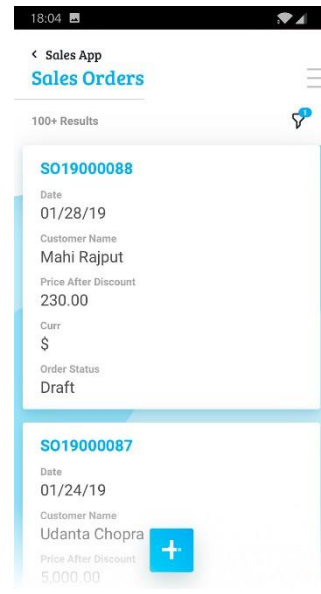 18:04
< Sales App
Sales Orders
100+ Results
1
SO19000088
Date
01/28/19
Customer Name
Mahi Rajput
Price After Discount
230.00
Curr
$
Order Status
Draft
SO19000087
Date
01/24/19
Customer Name
Udanta Chopra
Price After Discount
5,000.00